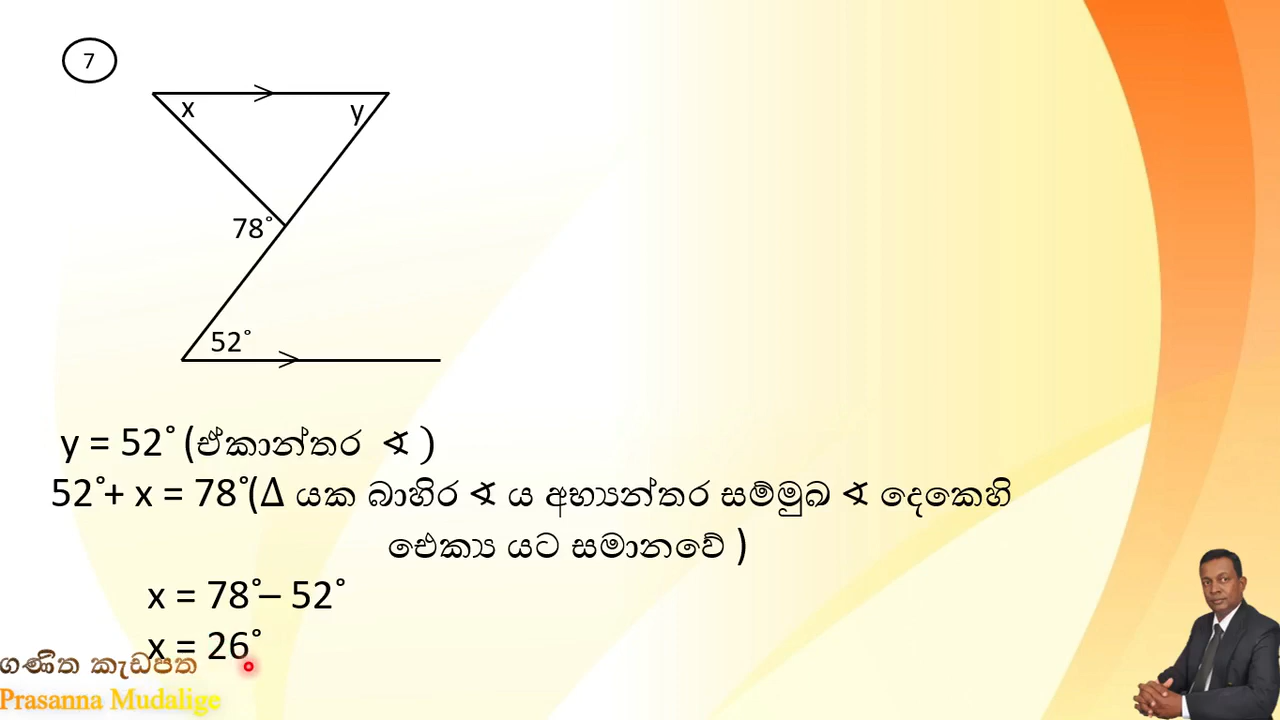 7
x
y
78°
52°
y = 52° (ඒකාන්තර ∢ )
52°+ x = 78°(Δ යක බාහිර ∢ ය අභ්‍යන්තර සම්මුඛ ∢ දෙකෙහි
ඓක්‍ය යට සමානවේ )
x = 78°– 52°
x = 26°
ගණිත කැඩපත
Prasanna Mudalige